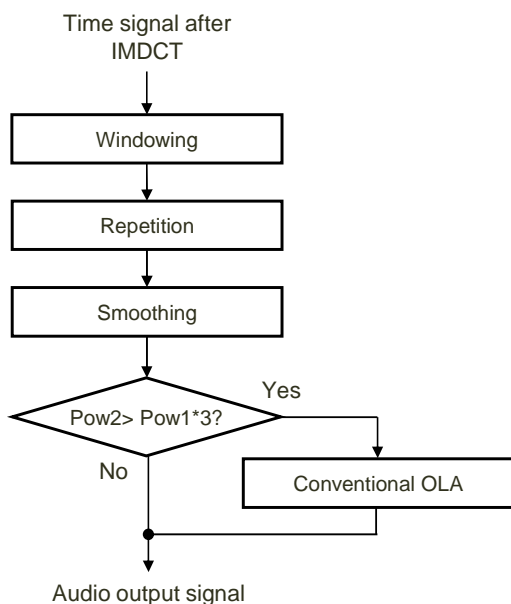 Time signal after
IMDCT
Windowing
Repetition
Smoothing
Pow2> Pow1*3?
Yes
No
Conventional OLA
Audio output signal